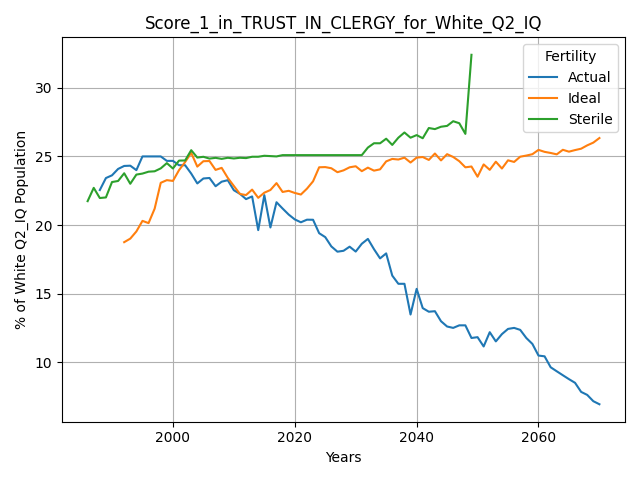 Score_1_in_TRUST_IN_CLERGY_for_White_Q2_IQ
Fertility
Actual
Ideal
Sterile
% of White Q2_IQ Population
30
25
20
15
10
2000
2020
2040
2060
Years